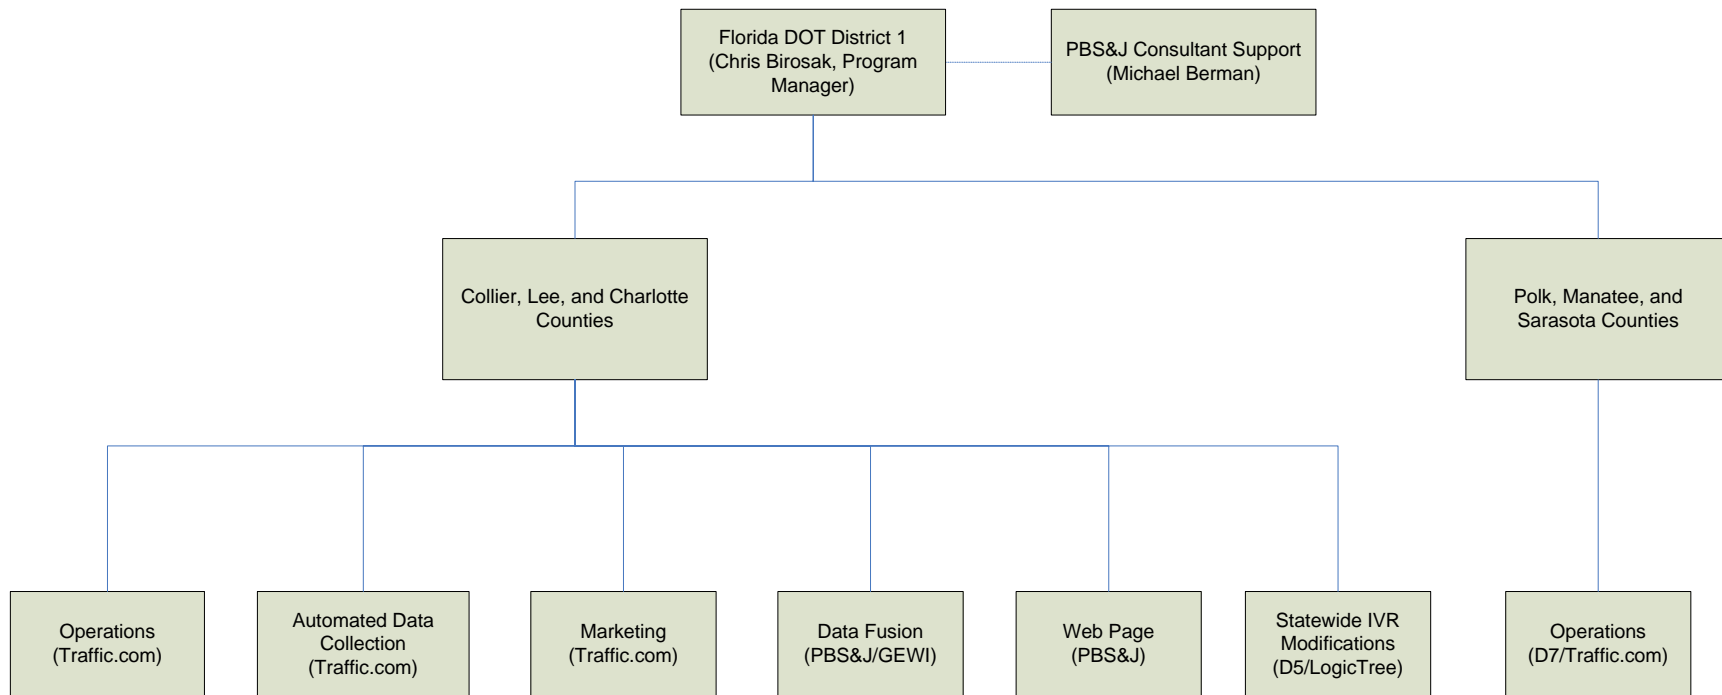 Florida DOT District 1
(Chris Birosak, Program
Manager)
PBS&J Consultant Support
(Michael Berman)
Collier, Lee, and Charlotte
Counties
Polk, Manatee, and
Sarasota Counties
Operations
(Traffic.com)
Automated Data
Collection
(Traffic.com)
Marketing
(Traffic.com)
Data Fusion
(PBS&J/GEWI)
Web Page
(PBS&J)
Statewide IVR
Modifications
(D5/LogicTree)
Operations
(D7/Traffic.com)